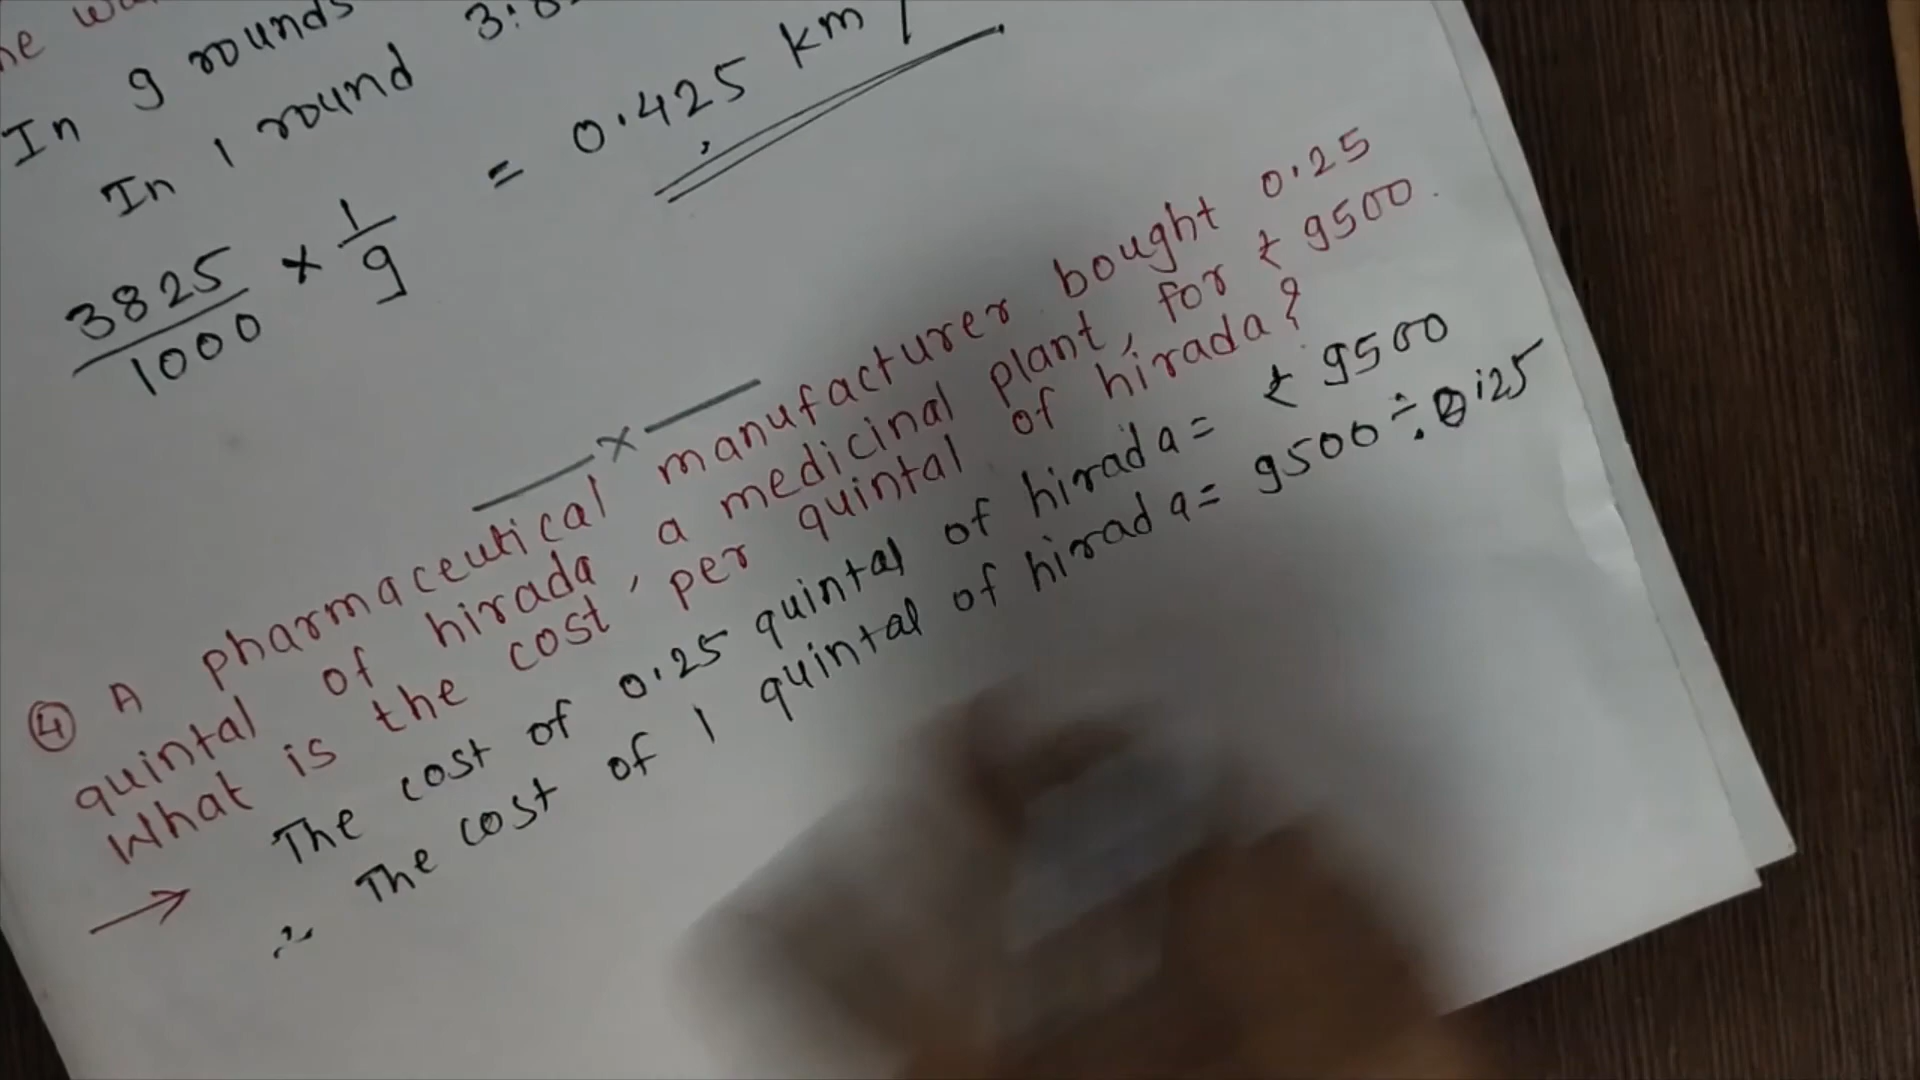 In 9 rounds
In 1 round 3.8
3825/1000 × 1/9 = 0.425 km
×
④ A pharmaceutical manufacturer bought 0.25
quintal of hirada, a medicinal plant, for ₹ 9500.
What is the cost, per quintal of hirada?
→ The cost of 0.25 quintal of hirada = ₹ 9500
∴ The cost of 1 quintal of hirada = 9500 ÷ 0.25